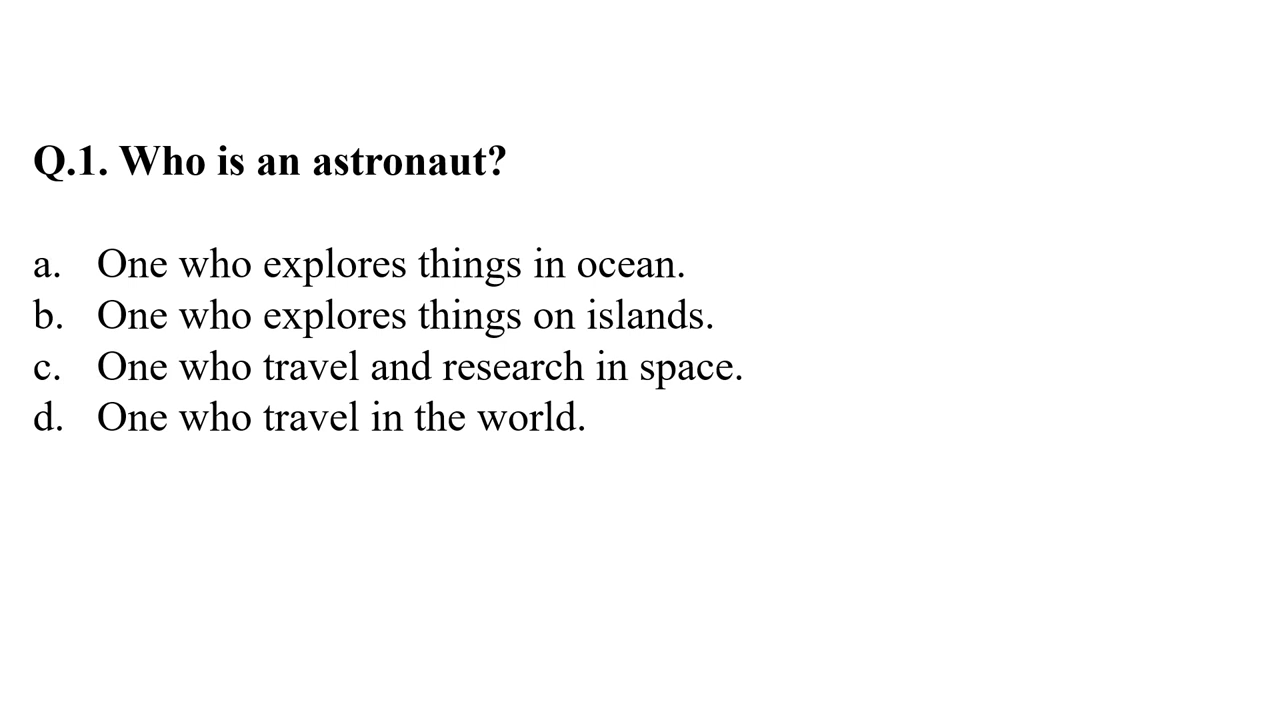 Q.1. Who is an astronaut?
a. One who explores things in ocean.
b. One who explores things on islands.
c. One who travel and research in space.
d. One who travel in the world.